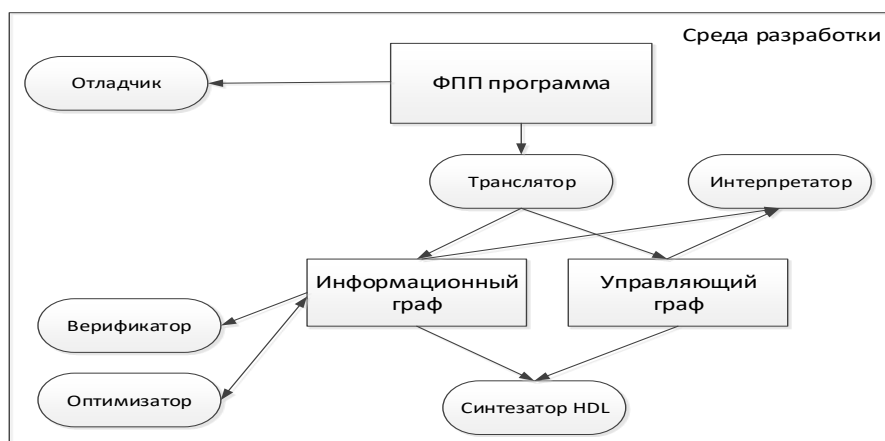 Среда разработки
ФПП программа
Отладчик
Транслятор
Интерпретатор
Информационный
граф
Управляющий
граф
Верификатор
Оптимизатор
Синтезатор HDL